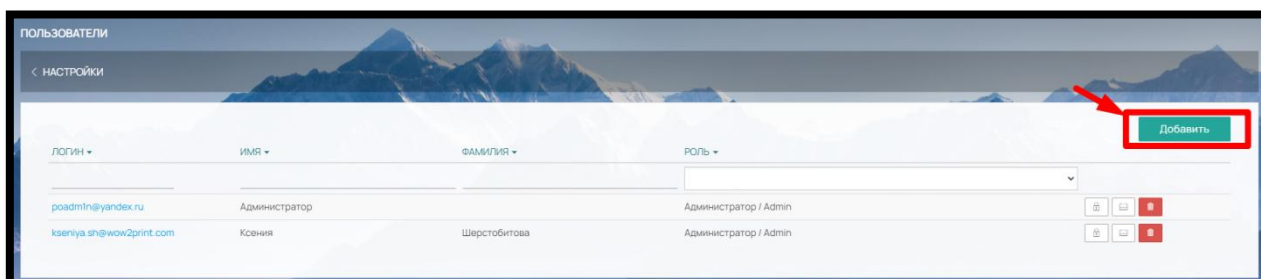 ПОЛЬЗОВАТЕЛИ
< НАСТРОЙКИ
Добавить
ЛОГИН ИМЯ ФАМИЛИЯ РОЛЬ
poadm1n@yandex.ru Администратор Администратор / Admin
kseniya.sh@wow2print.com Ксения Шерстобитова Администратор / Admin